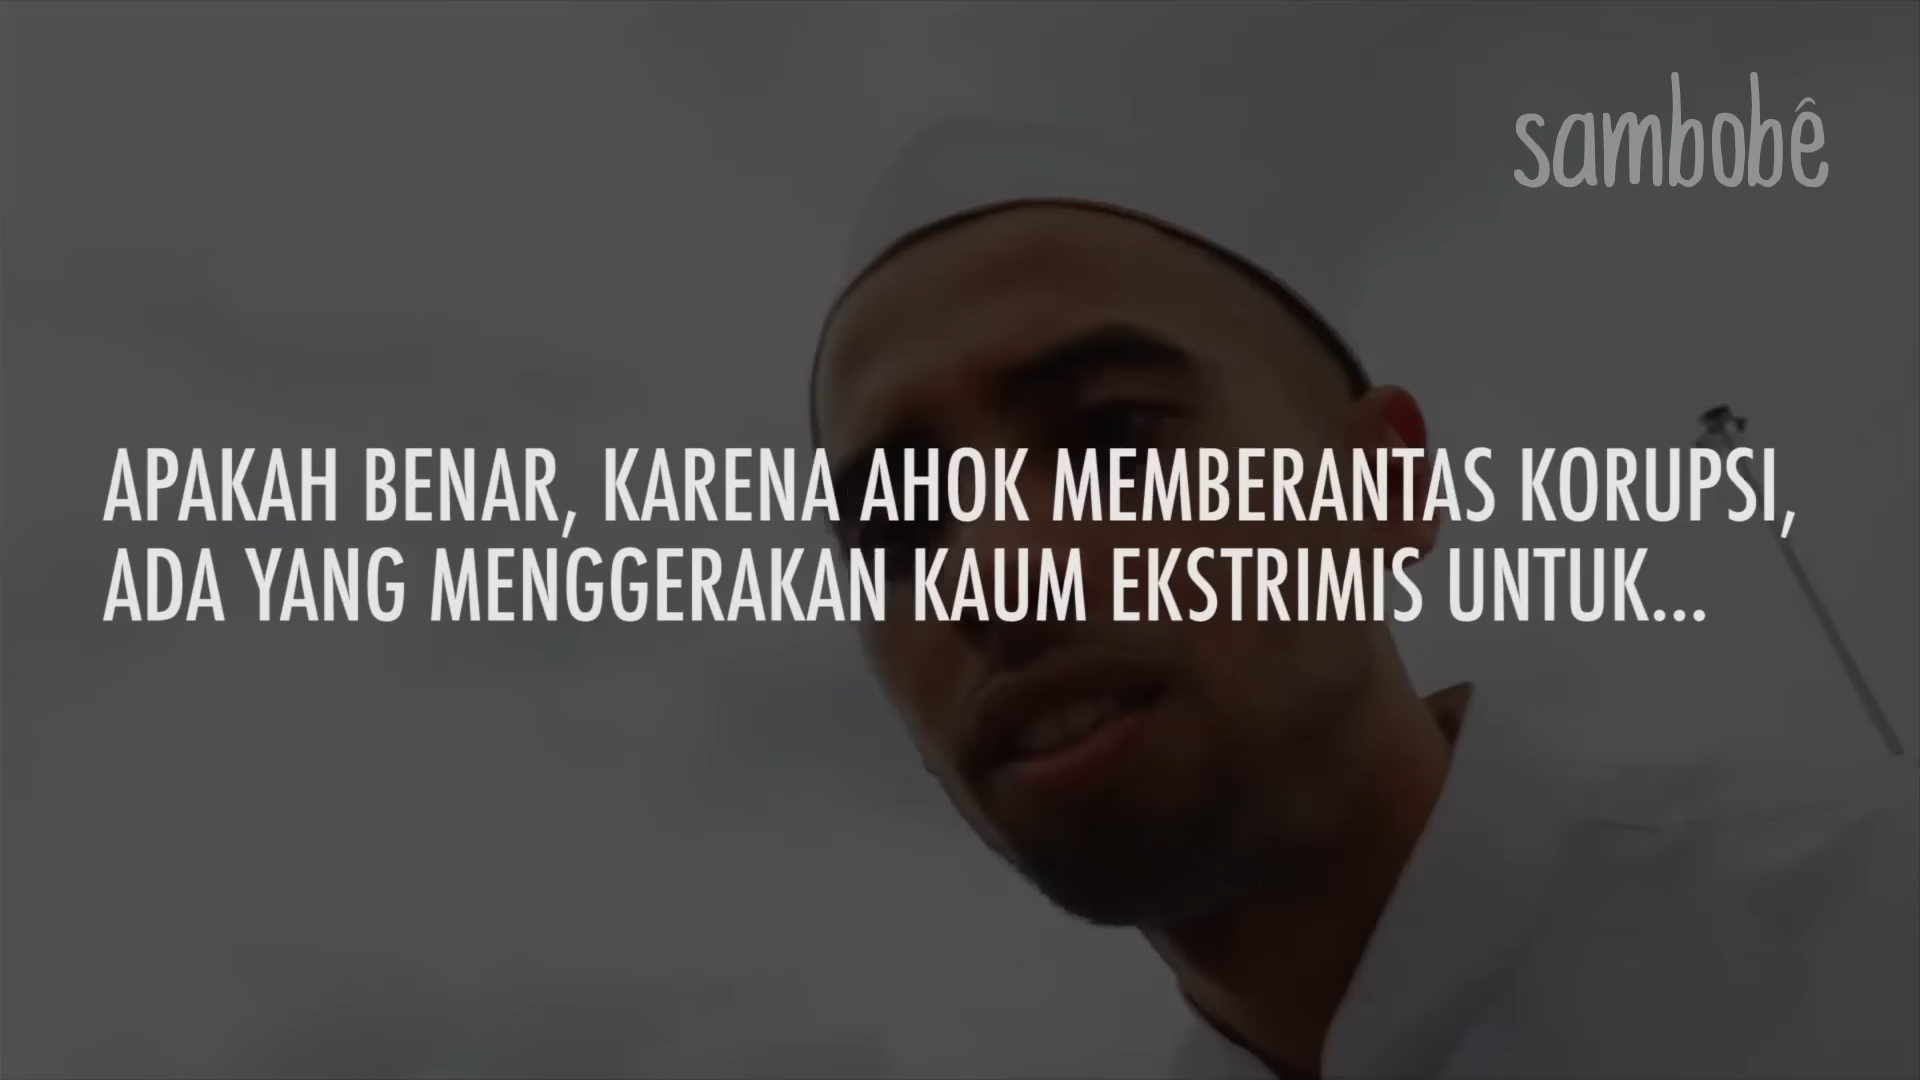 sambobê
APAKAH BENAR, KARENA AHOK MEMBERANTAS KORUPSI,
ADA YANG MENGGERAKAN KAUM EKSTRIMIS UNTUK...